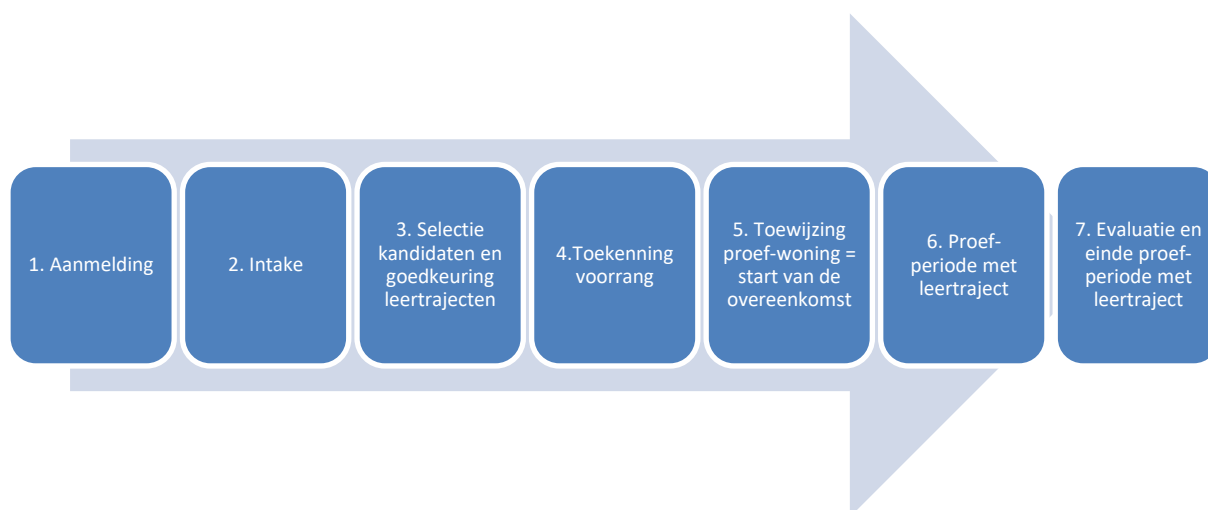 1. Aanmelding
2. Intake
3. Selectie
kandidaten en
goedkeuring
leertrajecten
4.Toekenning
voorrang
5. Toewijzing
proef-woning =
start van de
overeenkomst
6. Proef-
periode met
leertraject
7. Evaluatie en
einde proef-
periode met
leertraject